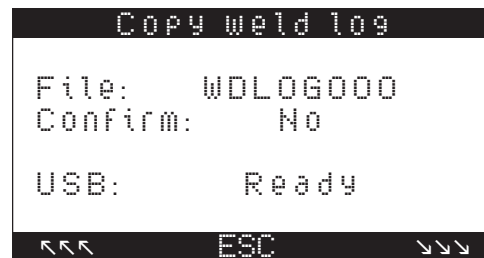 Copy weld log
File: WDLOG000
Confirm: No
USB: Ready
↖↖↖ ESC ↘↘↘